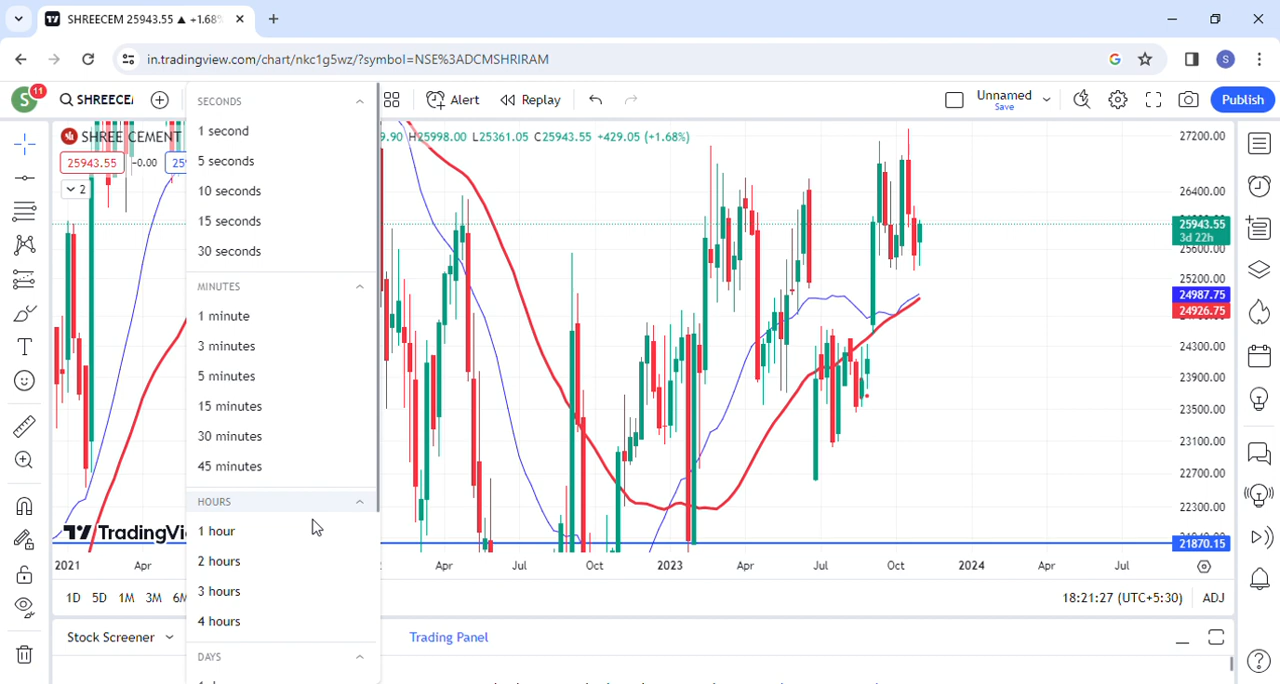 SHREECEM 25943.55 ▲ +1.68%
in.tradingview.com/chart/nkc1g5wz/?symbol=NSE%3ADCMSHRIRAM
S
S
11
SHREECE
Alert
Replay
Unnamed
Save
Publish
SHREE CEMENT
9.90 H25998.00 L25361.05 C25943.55 +429.05 (+1.68%)
25943.55
-0.00
25
2
SECONDS
1 second
5 seconds
10 seconds
15 seconds
30 seconds
MINUTES
1 minute
3 minutes
5 minutes
15 minutes
30 minutes
45 minutes
HOURS
1 hour
2 hours
3 hours
4 hours
DAYS
27200.00
26400.00
25943.55
3d 22h
25600.00
25200.00
24987.75
24926.75
24300.00
23900.00
23500.00
23100.00
22700.00
22300.00
21870.15
TradingVi
2021
Apr
Apr
Jul
Oct
2023
Apr
Jul
Oct
2024
Apr
Jul
1D 5D 1M 3M 6M
18:21:27 (UTC+5:30)
ADJ
Stock Screener
Trading Panel